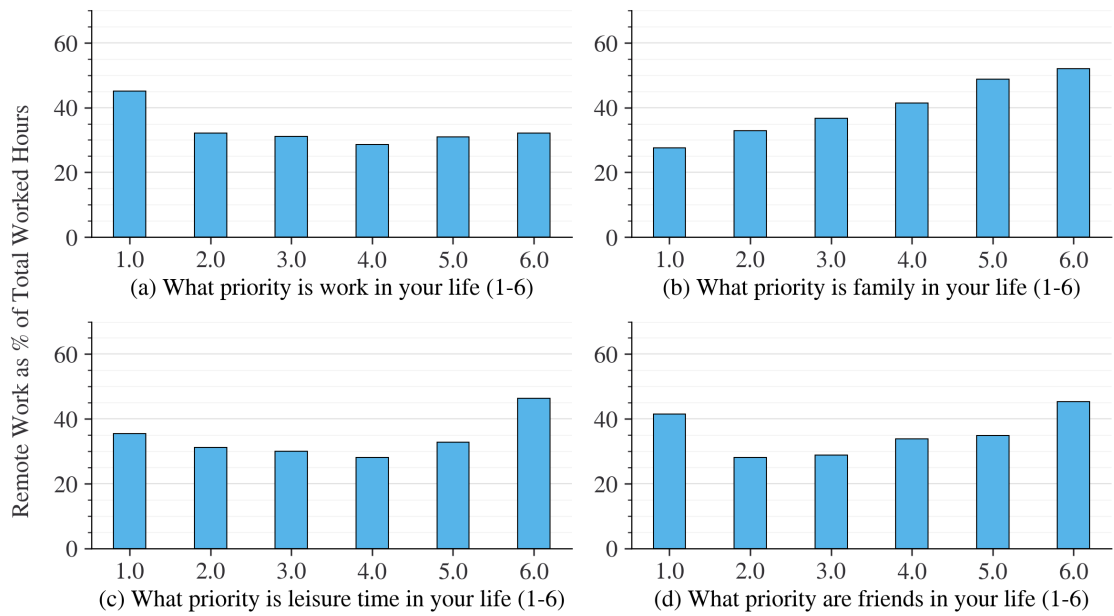 Remote Work as % of Total Worked Hours
60
40
20
0
1.0 2.0 3.0 4.0 5.0 6.0
(a) What priority is work in your life (1-6)
60
40
20
0
1.0 2.0 3.0 4.0 5.0 6.0
(b) What priority is family in your life (1-6)
60
40
20
0
1.0 2.0 3.0 4.0 5.0 6.0
(c) What priority is leisure time in your life (1-6)
60
40
20
0
1.0 2.0 3.0 4.0 5.0 6.0
(d) What priority are friends in your life (1-6)